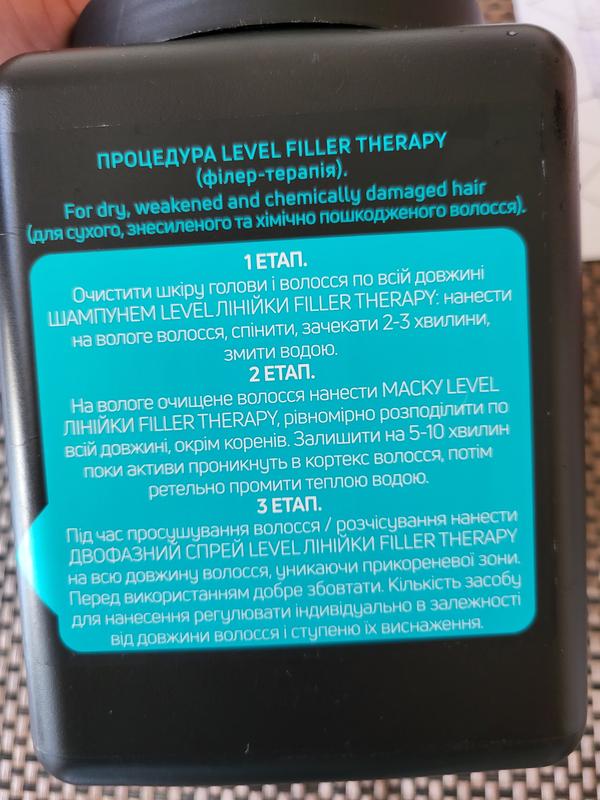 ПРОЦЕДУРА LEVEL FILLER THERAPY
(філер-терапія).
For dry, weakened and chemically damaged hair
(для сухого, знесиленого та хімічно пошкодженого волосся).
1 ЕТАП.
Очистити шкіру голови і волосся по всій довжині
ШАМПУНЕМ LEVEL ЛІНІЙКИ FILLER THERAPY: нанести
на вологе волосся, спінити, зачекати 2-3 хвилини,
змити водою.
2 ЕТАП.
На вологе очищене волосся нанести МАСКУ LEVEL
ЛІНІЙКИ FILLER THERAPY, рівномірно розподілити по
всій довжині, окрім коренів. Залишити на 5-10 хвилин
поки активи проникнуть в кортекс волосся, потім
ретельно промити теплою водою.
3 ЕТАП.
Під час просушування волосся / розчісування нанести
ДВОФАЗНИЙ СПРЕЙ LEVEL ЛІНІЙКИ FILLER THERAPY
на всю довжину волосся, уникаючи прикореневої зони.
Перед використанням добре збовтати. Кількість засобу
для нанесення регулювати індивідуально в залежності
від довжини волосся і ступеню їх виснаження.